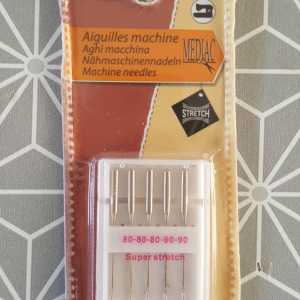 Aiguilles machine
Aghi macchina
Nähmaschinennadeln
Machine needles
MEDIAC
STRETCH
80-80-80-90-90
Super stretch